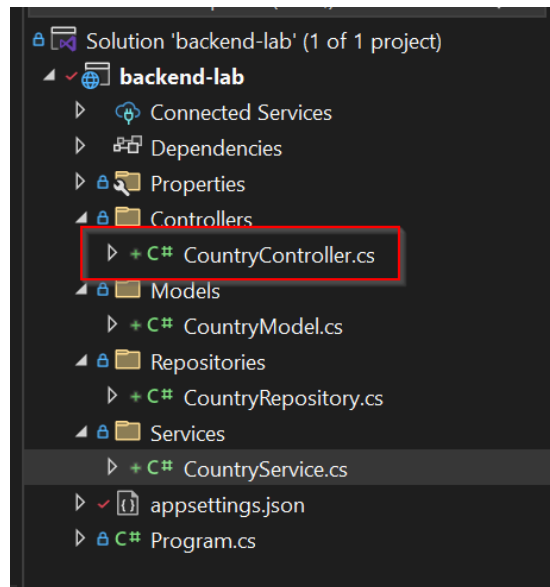 Solution 'backend-lab' (1 of 1 project)
backend-lab
Connected Services
Dependencies
Properties
Controllers
+ C# CountryController.cs
Models
+ C# CountryModel.cs
Repositories
+ C# CountryRepository.cs
Services
+ C# CountryService.cs
appsettings.json
C# Program.cs